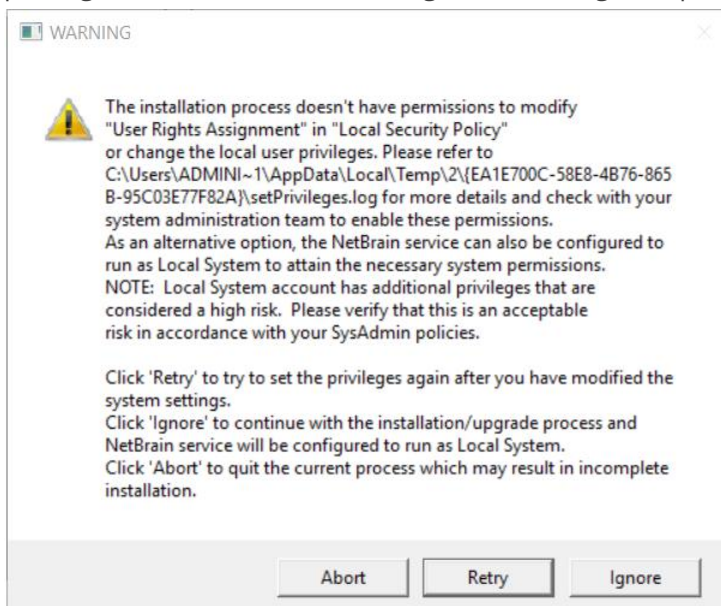 WARNING
The installation process doesn't have permissions to modify
"User Rights Assignment" in "Local Security Policy"
or change the local user privileges. Please refer to
C:\Users\ADMINI~1\AppData\Local\Temp\2\{EA1E700C-58E8-4B76-865
B-95C03E77F82A}\setPrivileges.log for more details and check with your
system administration team to enable these permissions.
As an alternative option, the NetBrain service can also be configured to
run as Local System to attain the necessary system permissions.
NOTE:  Local System account has additional privileges that are
considered a high risk.  Please verify that this is an acceptable
risk in accordance with your SysAdmin policies.
Click 'Retry' to try to set the privileges again after you have modified the
system settings.
Click 'Ignore' to continue with the installation/upgrade process and
NetBrain service will be configured to run as Local System.
Click 'Abort' to quit the current process which may result in incomplete
installation.
Abort Retry Ignore